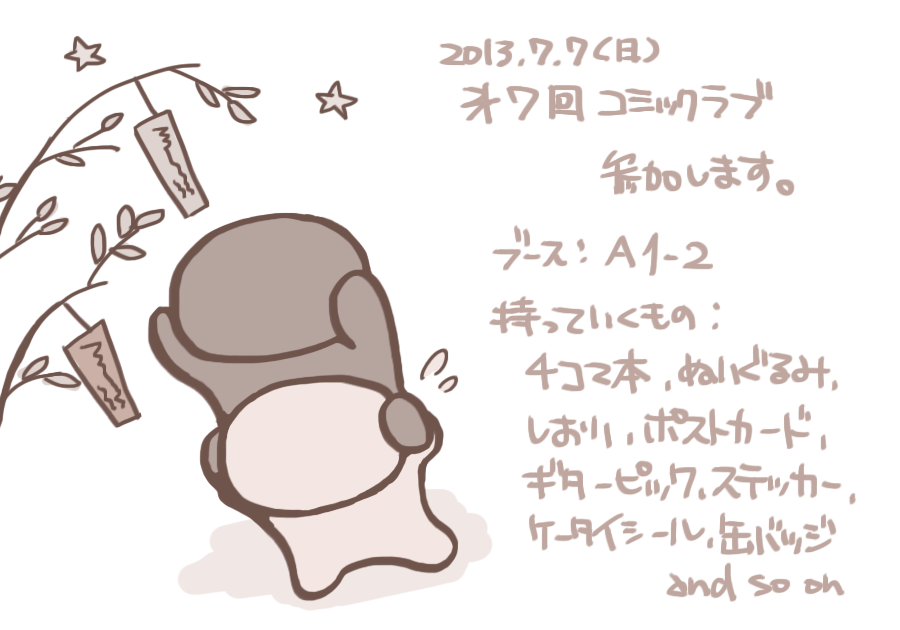 2013.7.7(日)
オ7回 コミックラブ
参加します。
ブース: A1-2
持っていくもの:
4コマ本、ぬいぐるみ、
しおり、ポストカード、
ギターピック、ステッカー、
ケータイシール、缶バッジ
and so on